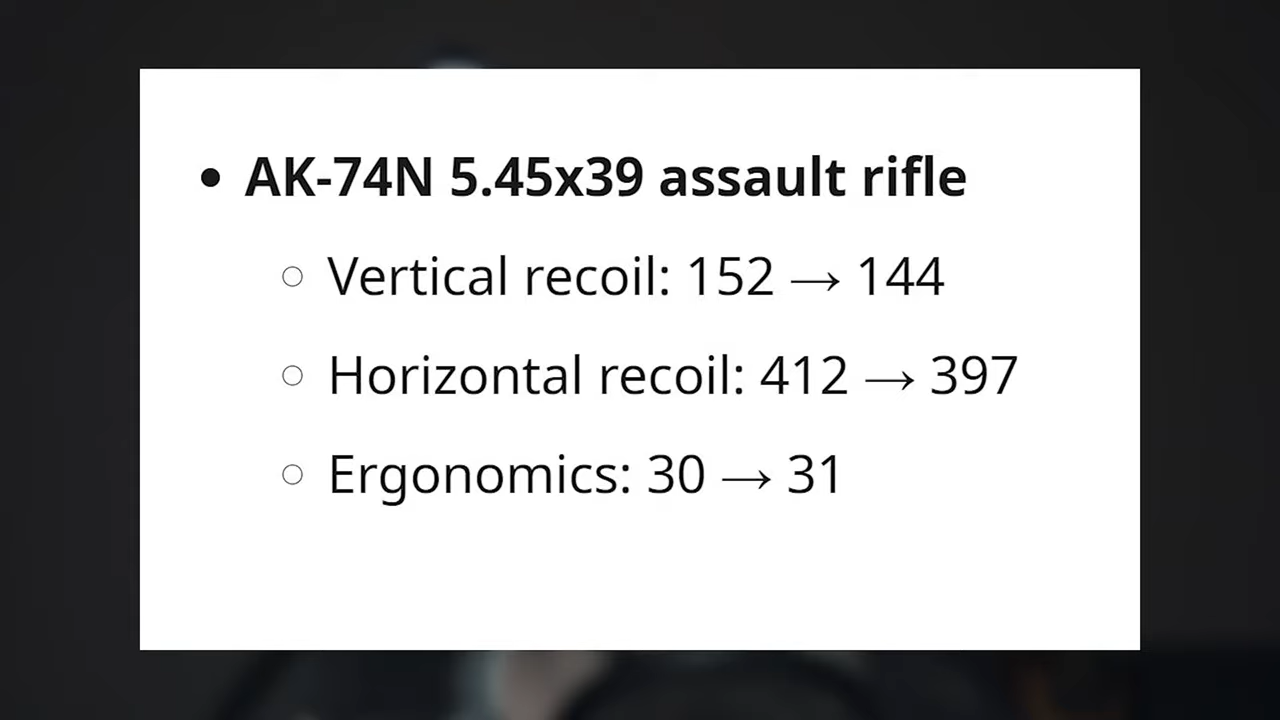 • AK-74N 5.45x39 assault rifle
○ Vertical recoil: 152 → 144
○ Horizontal recoil: 412 → 397
○ Ergonomics: 30 → 31